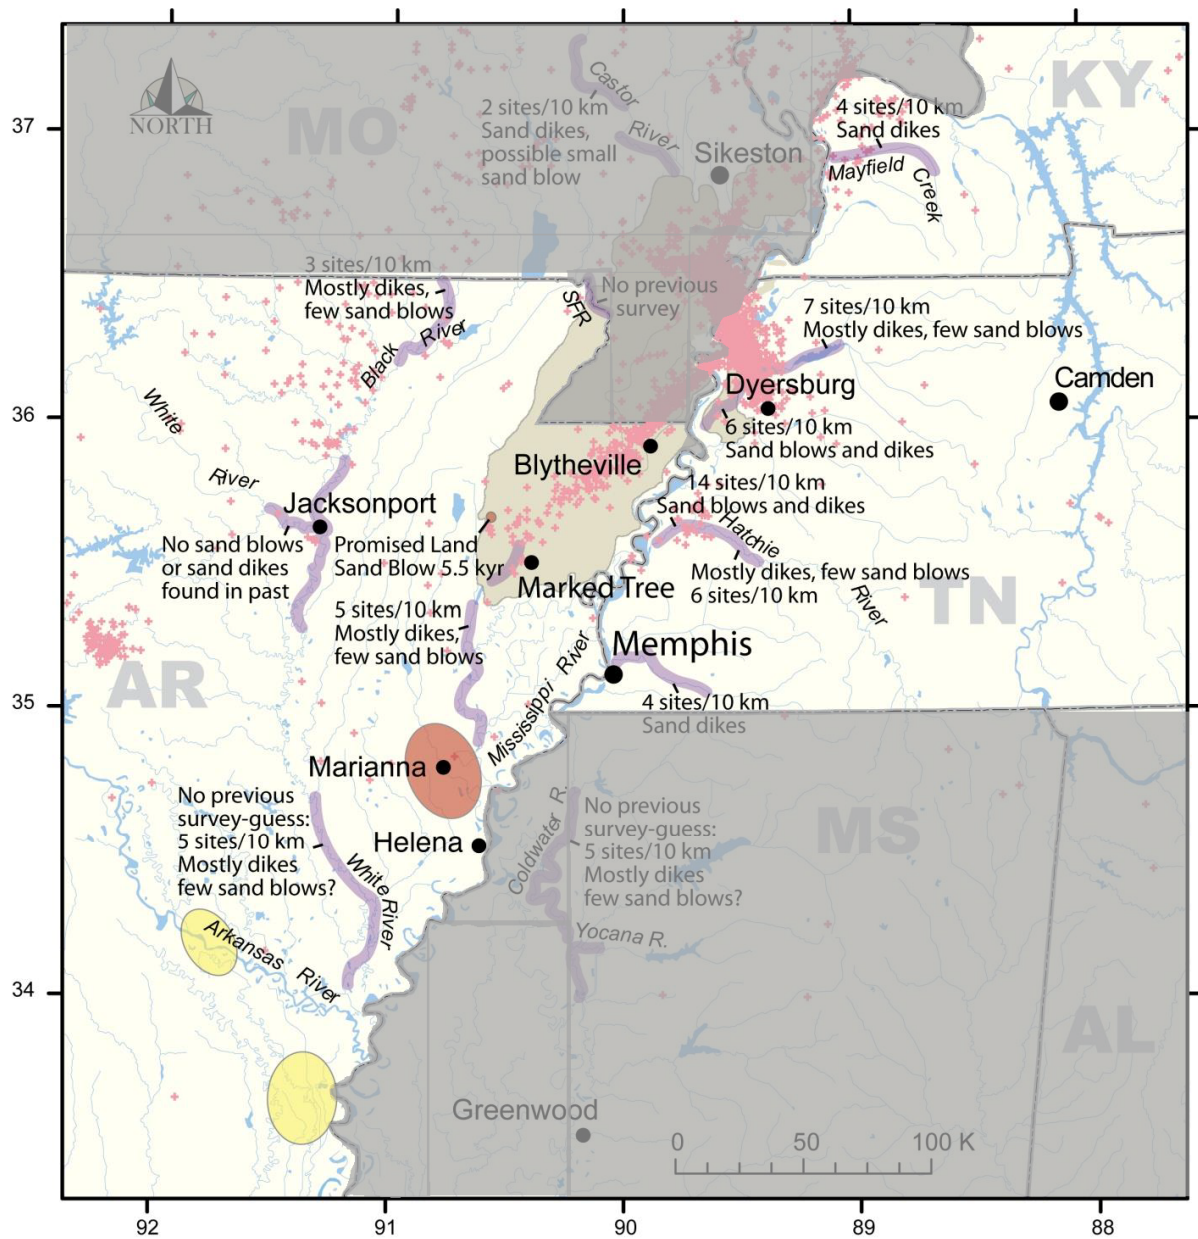 KY
MO
AR
TN
MS
AL
NORTH
37
36
35
34
92
91
90
89
88
Castor
River
2 sites/10 km
Sand dikes,
possible small
sand blow
Sikeston
4 sites/10 km
Sand dikes
Mayfield
Creek
3 sites/10 km
Mostly dikes,
few sand blows
Black
River
SFR
No previous
survey
7 sites/10 km
Mostly dikes, few sand blows
Dyersburg
Camden
6 sites/10 km
Sand blows and dikes
White
River
Blytheville
14 sites/10 km
Sand blows and dikes
Hatchie
River
Jacksonport
No sand blows
or sand dikes
found in past
Promised Land
Sand Blow 5.5 kyr
Marked Tree
Mostly dikes, few sand blows
6 sites/10 km
5 sites/10 km
Mostly dikes,
few sand blows
Mississippi River
Memphis
4 sites/10 km
Sand dikes
Marianna
Helena
No previous
survey-guess:
5 sites/10 km
Mostly dikes
few sand blows?
White River
Arkansas
River
Coldwater R.
No previous
survey-guess:
5 sites/10 km
Mostly dikes
few sand blows?
Yocana R.
Greenwood
0 50 100 K